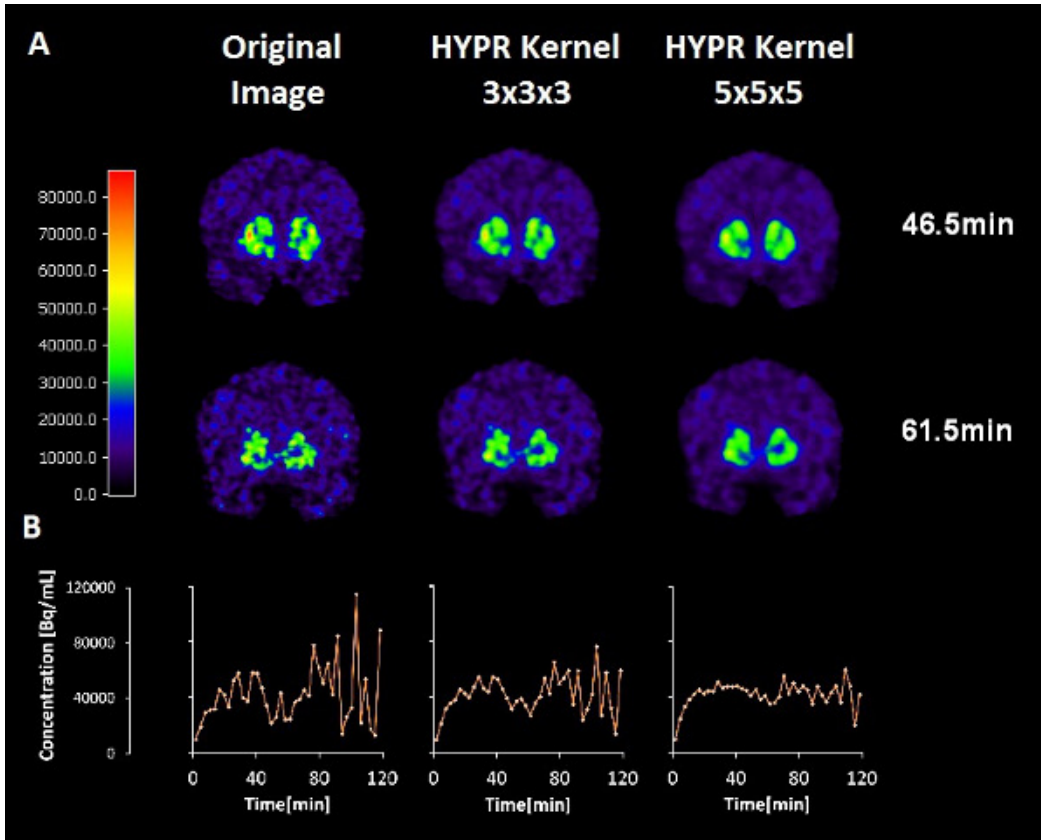 A
Original
Image
HYPR Kernel
3x3x3
HYPR Kernel
5x5x5
80000.0
70000.0
60000.0
50000.0
40000.0
30000.0
20000.0
10000.0
0.0
46.5min
61.5min
B
Concentration [Bq/mL]
120000
80000
40000
0
0 40 80 120
Time[min]
0 40 80 120
Time[min]
0 40 80 120
Time[min]